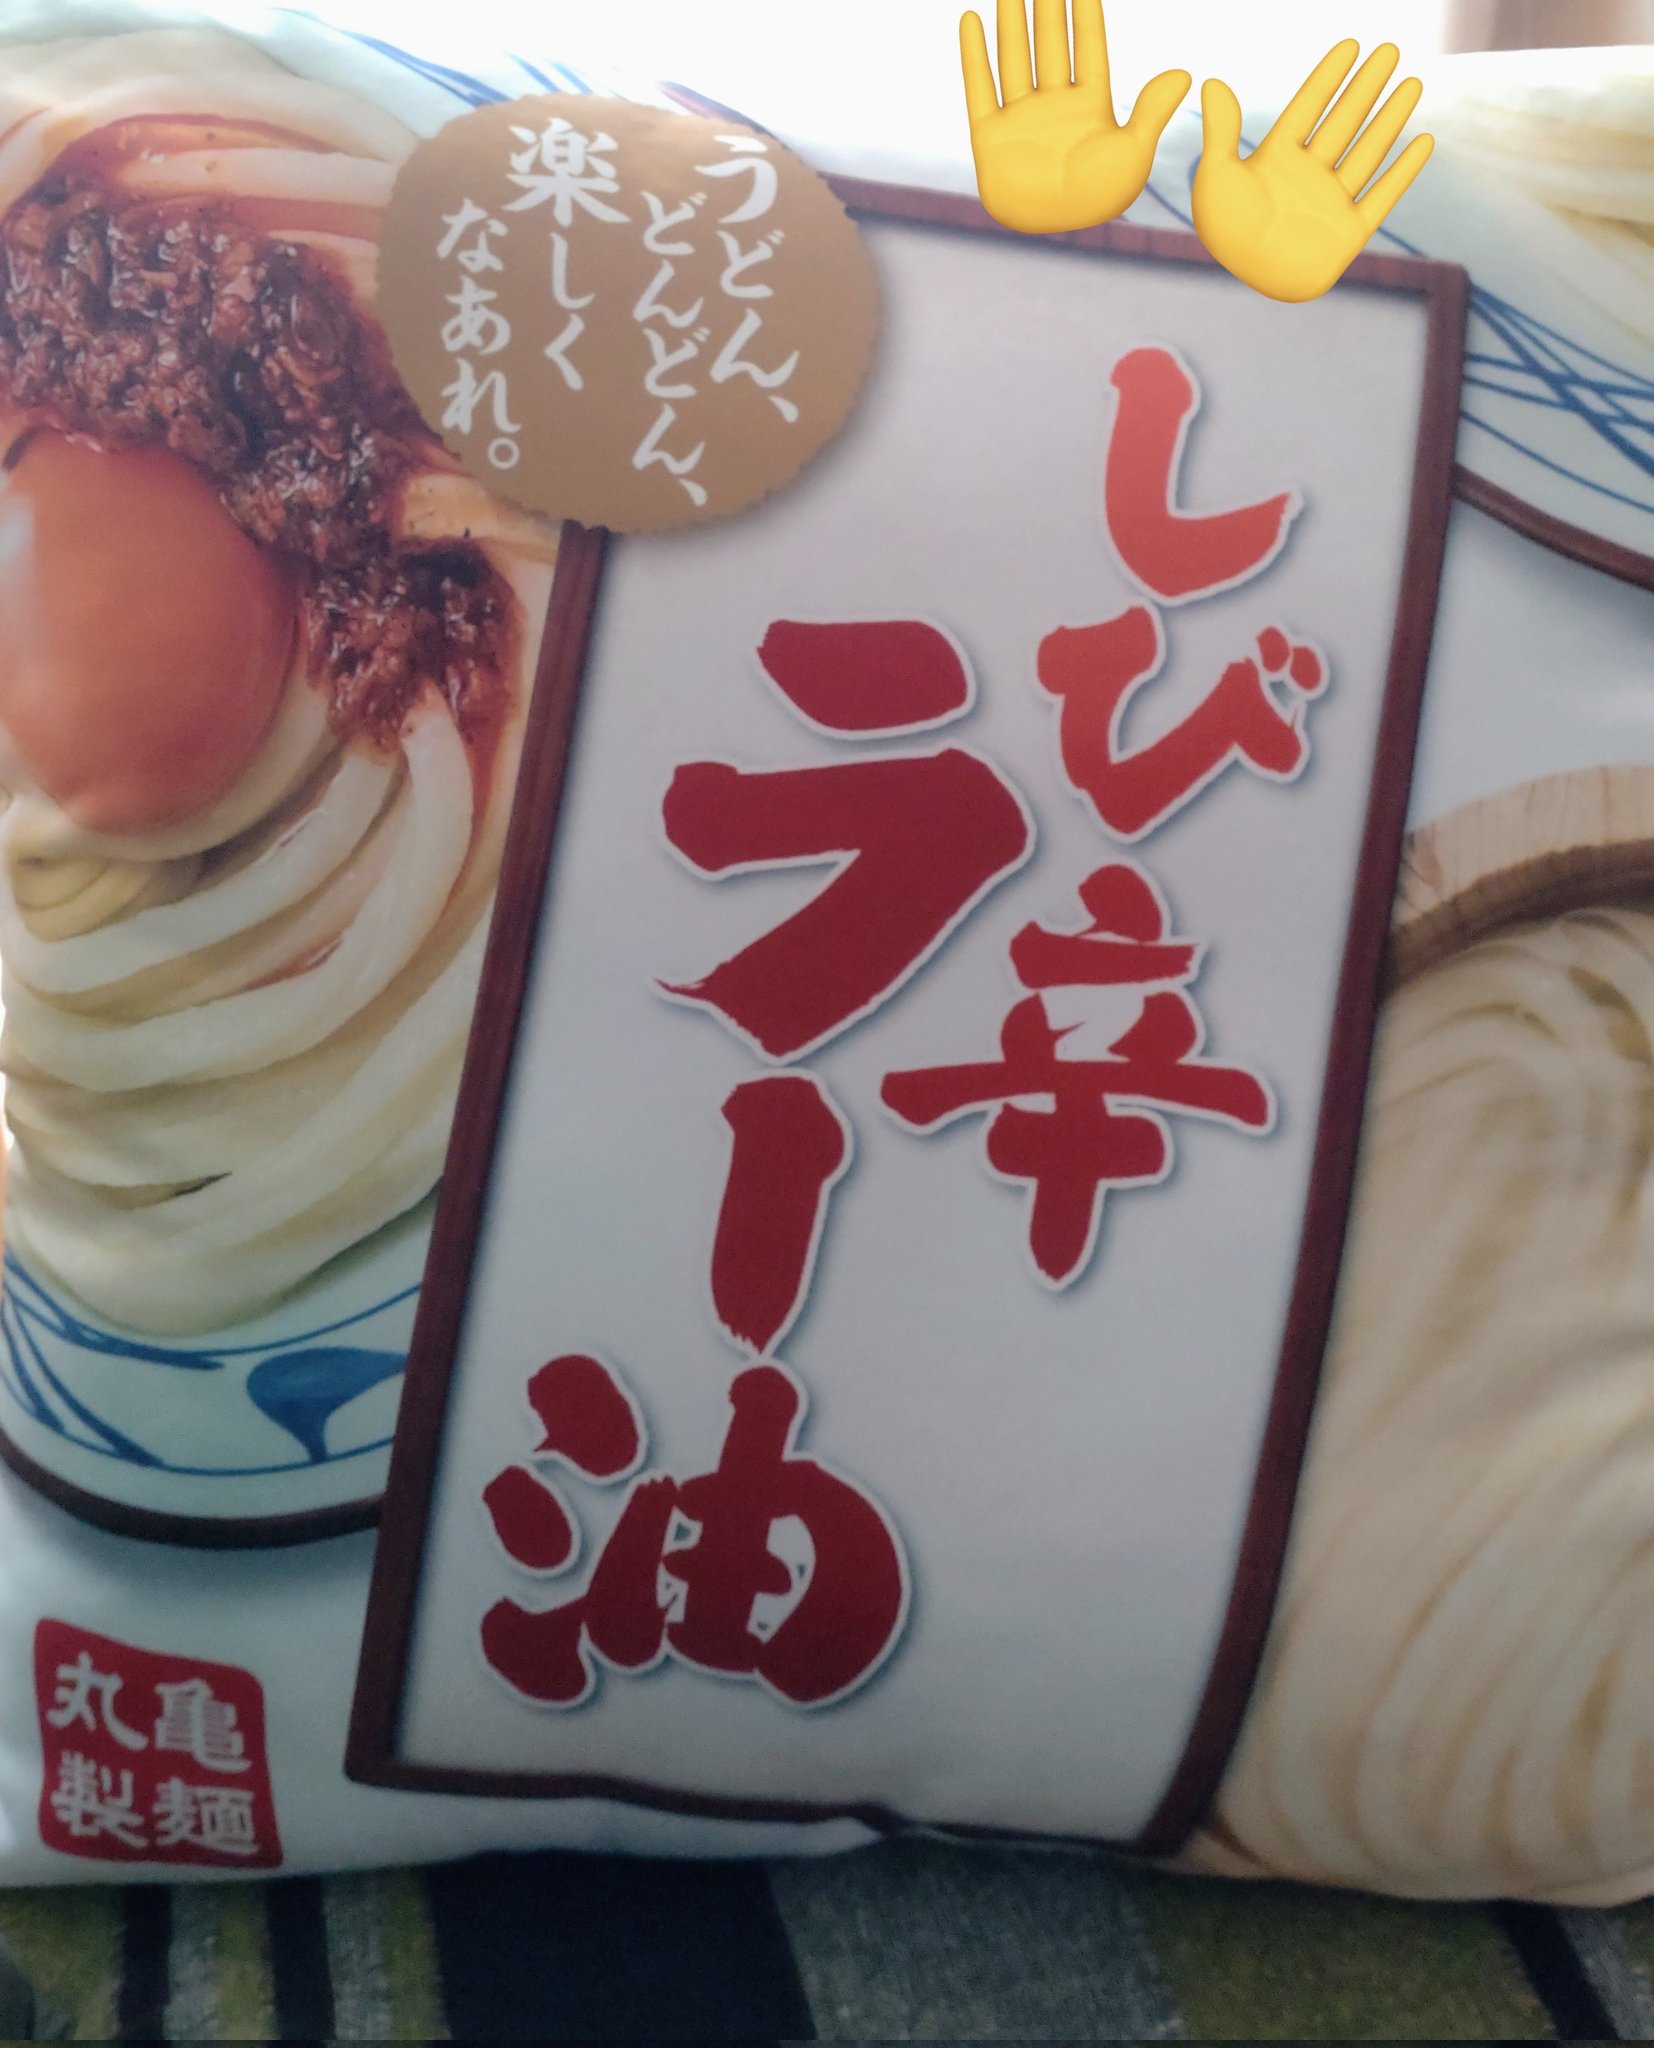 うどん、
どんどん、
楽しく
なあれ。
しび辛
ラー油
丸亀
製麺